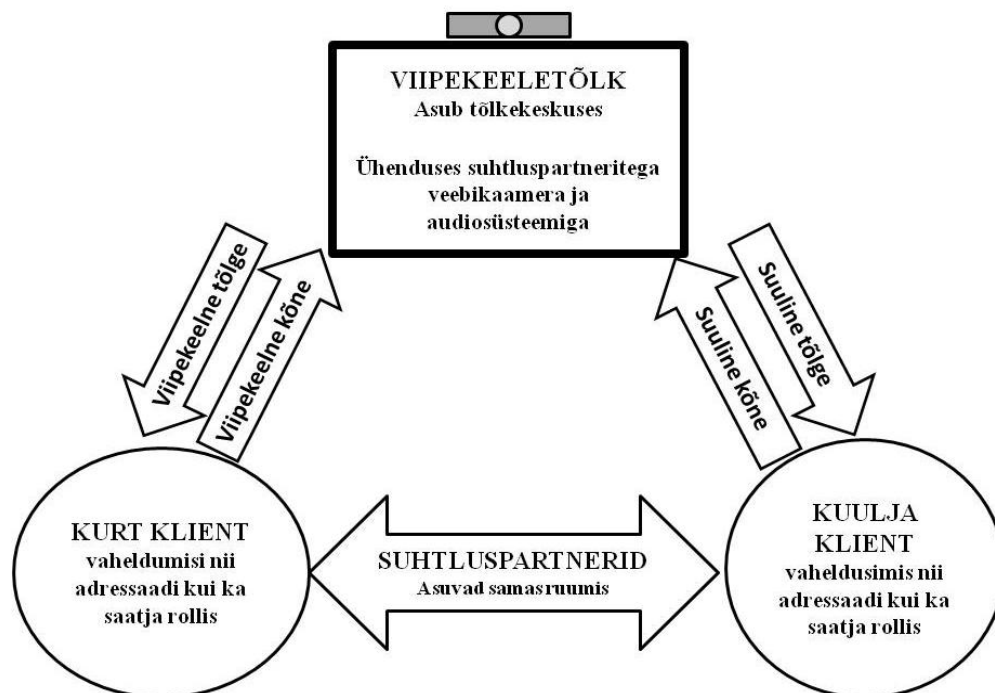 VIIPEKEELETÕLK
Asub tõlkekeskuses
Ühenduses suhtluspartneritega
veebikaamera ja
audiosüsteemiga
Viipekeelne tõlge
Viipekeelne kõne
Suuline tõlge
Suuline kõne
KURT KLIENT
vaheldumisi nii
adressaadi kui ka
saatja rollis
SUHTLUSPARTNERID
Asuvad samas ruumis
KUULJA
KLIENT
vaheldusimis nii
adressaadi kui ka
saatja rollis